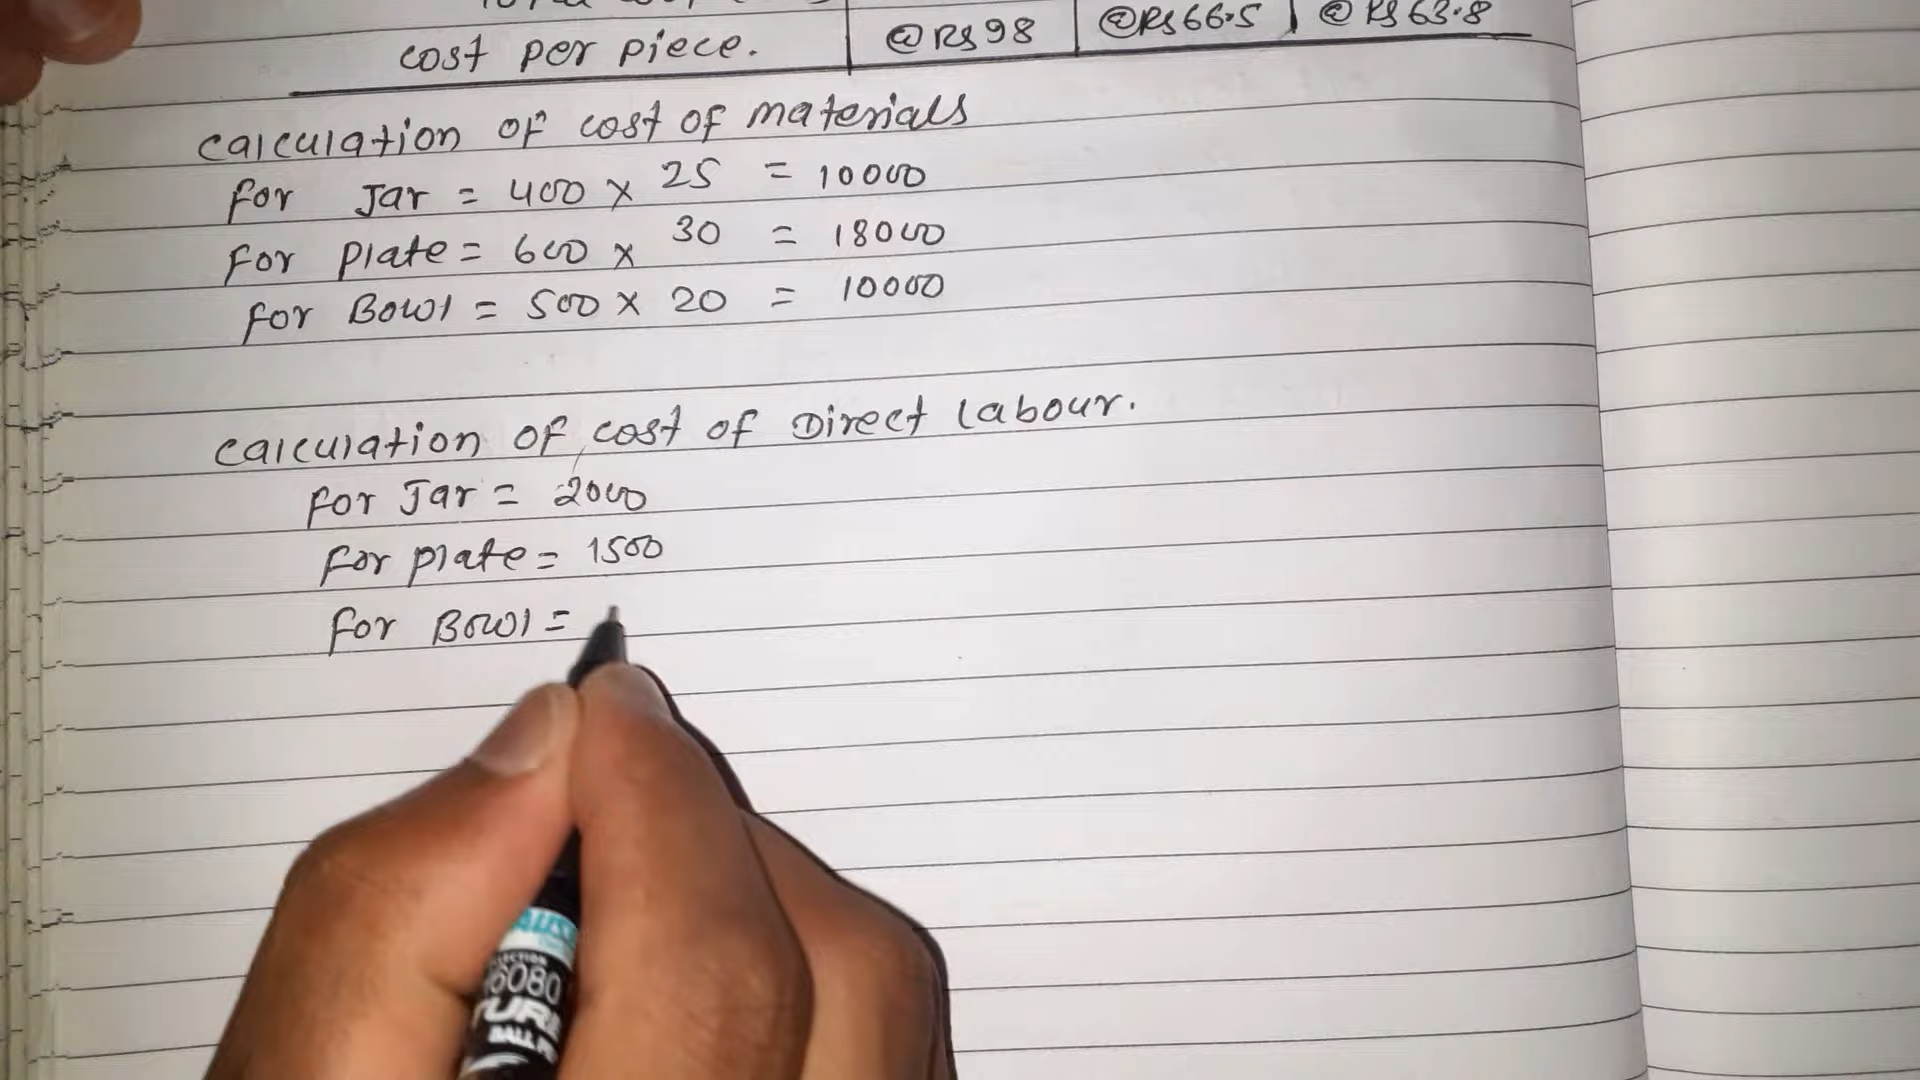 cost per piece. @Rs98 @Rs66.5 @Rs63.8
calculation of cost of materials
for Jar = 400 × 25 = 10000
for plate = 600 × 30 = 18000
for Bowl = 500 × 20 = 10000
calculation of cost of Direct labour.
for Jar = 2000
for plate = 1500
for Bowl =
6080